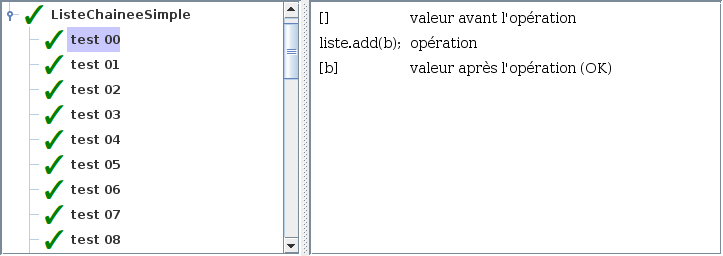 ListeChaineeSimple
test 00
test 01
test 02
test 03
test 04
test 05
test 06
test 07
test 08
[] valeur avant l'opération
liste.add(b); opération
[b] valeur après l'opération (OK)